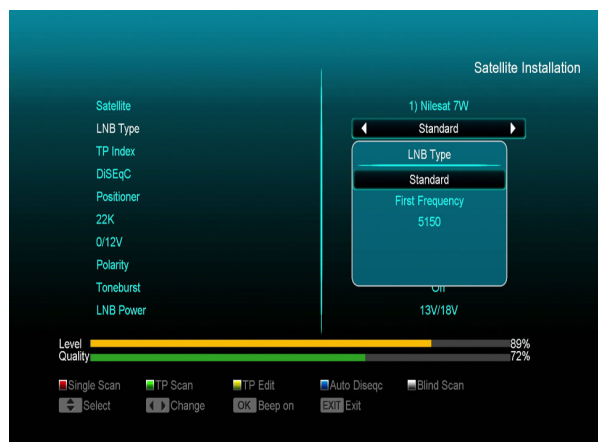 Satellite Installation
Satellite 1) Nilesat 7W
LNB Type Standard
TP Index LNB Type
DiSEqC Standard
Positioner First Frequency
22K 5150
0/12V
Polarity
Toneburst
LNB Power 13V/18V
Level 89%
Quality 72%
Single Scan TP Scan TP Edit Auto Diseqc Blind Scan
Select Change OK Beep on EXIT Exit